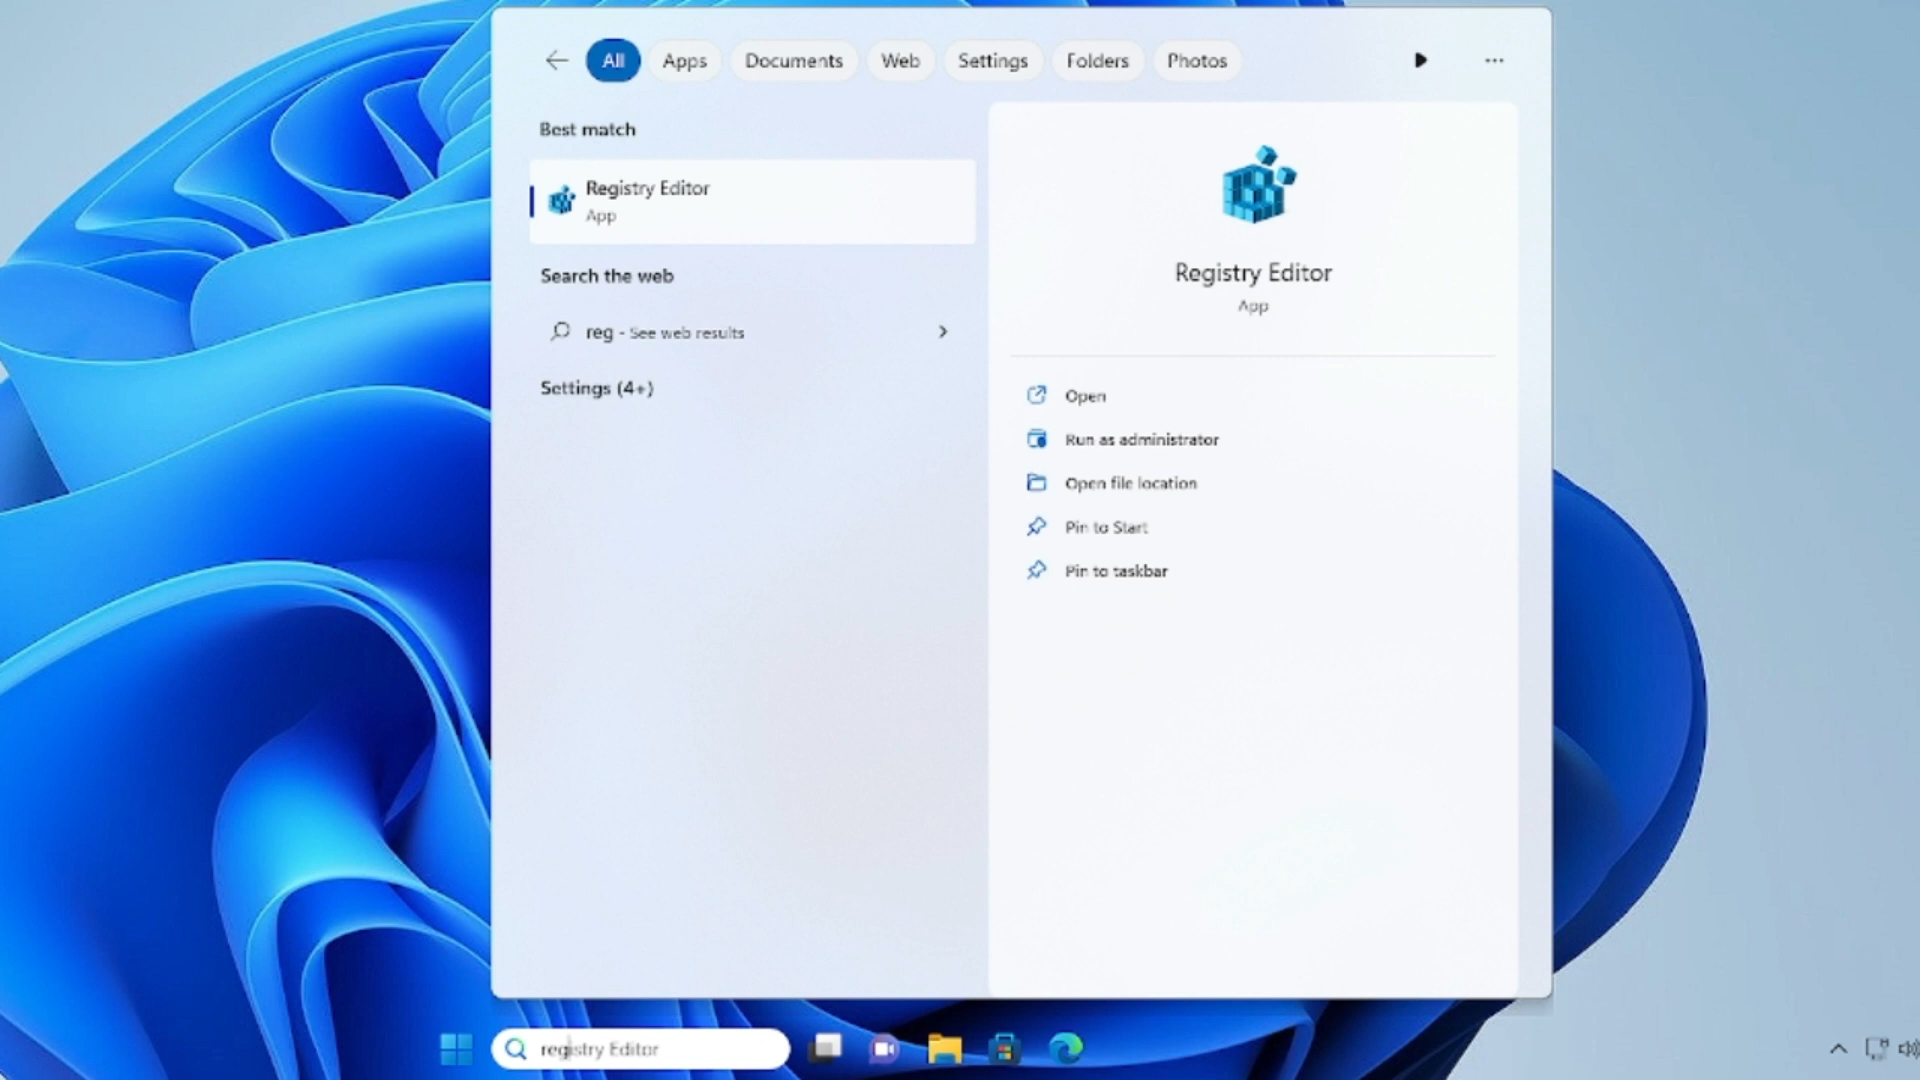 All
Apps
Documents
Web
Settings
Folders
Photos
Best match
Registry Editor
App
Search the web
reg - See web results
Settings (4+)
Registry Editor
App
Open
Run as administrator
Open file location
Pin to Start
Pin to taskbar
registry Editor